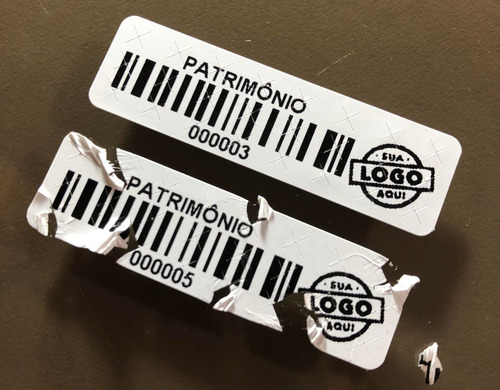 PATRIMÔNIO
000003
SUA
LOGO
AQUI
PATRIMÔNIO
000005
SUA
LOGO
AQUI